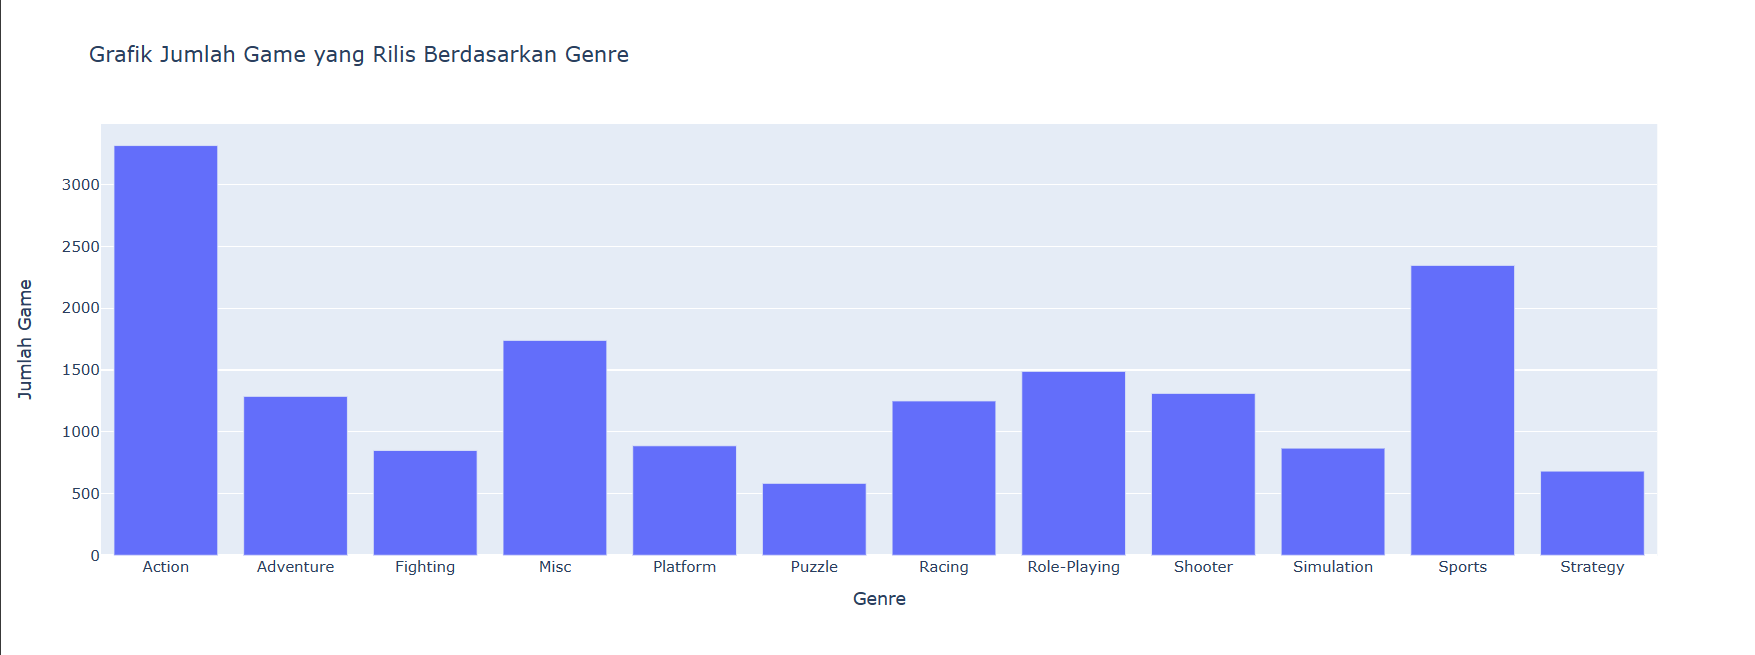 Grafik Jumlah Game yang Rilis Berdasarkan Genre
Jumlah Game
3000
2500
2000
1500
1000
500
0
Action Adventure Fighting Misc Platform Puzzle Racing Role-Playing Shooter Simulation Sports Strategy
Genre